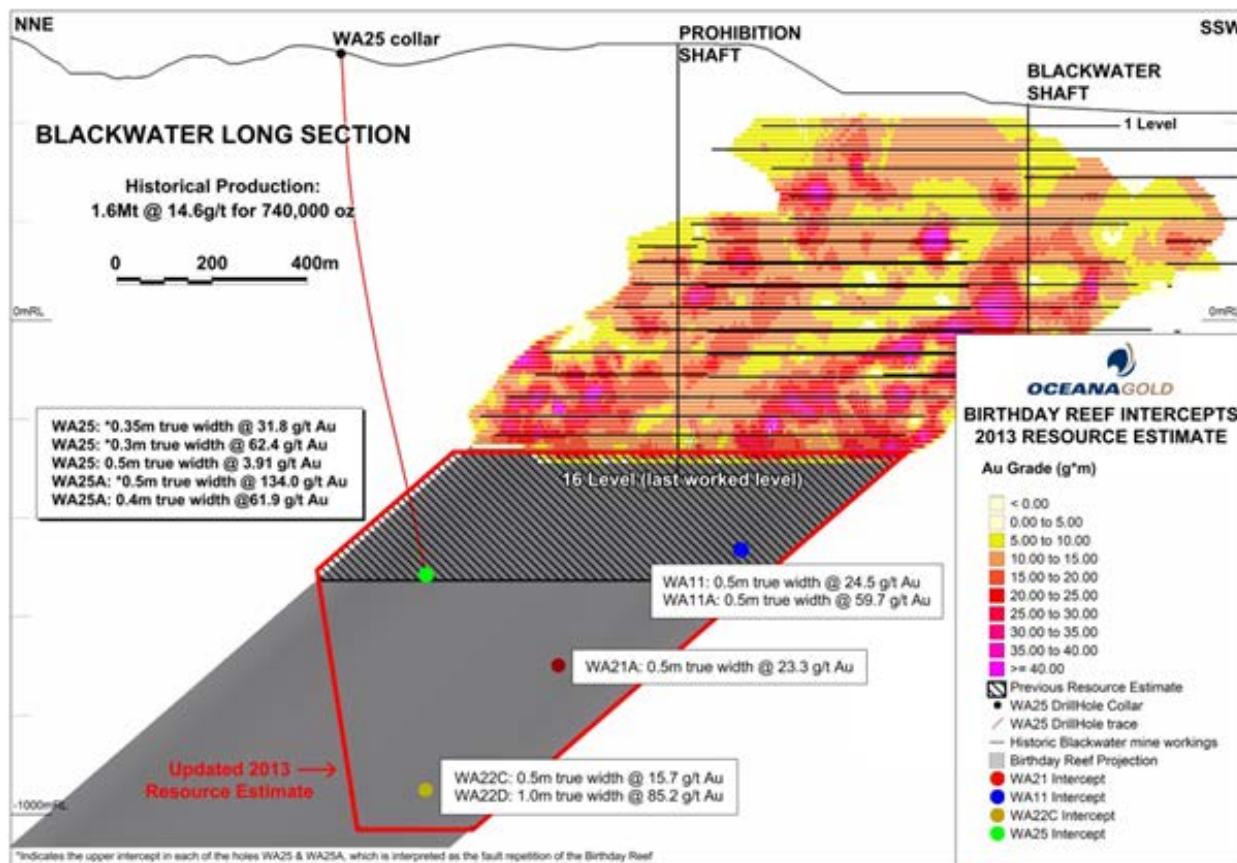 NNE
WA25 collar
PROHIBITION
SHAFT
SSW
BLACKWATER
SHAFT
1 Level
BLACKWATER LONG SECTION
Historical Production:
1.6Mt @ 14.6g/t for 740,000 oz
0 200 400m
0mRL
0mRL
WA25: *0.35m true width @ 31.8 g/t Au
WA25: *0.3m true width @ 62.4 g/t Au
WA25: 0.5m true width @ 3.91 g/t Au
WA25A: *0.5m true width @ 134.0 g/t Au
WA25A: 0.4m true width @61.9 g/t Au
16 Level (last worked level)
WA11: 0.5m true width @ 24.5 g/t Au
WA11A: 0.5m true width @ 59.7 g/t Au
WA21A: 0.5m true width @ 23.3 g/t Au
WA22C: 0.5m true width @ 15.7 g/t Au
WA22D: 1.0m true width @ 85.2 g/t Au
Updated 2013
Resource Estimate
-1000mRL
*Indicates the upper intercept in each of the holes WA25 & WA25A, which is interpreted as the fault repetition of the Birthday Reef
OCEANAGOLD
BIRTHDAY REEF INTERCEPTS
2013 RESOURCE ESTIMATE
Au Grade (g*m)
< 0.00
0.00 to 5.00
5.00 to 10.00
10.00 to 15.00
15.00 to 20.00
20.00 to 25.00
25.00 to 30.00
30.00 to 35.00
35.00 to 40.00
>= 40.00
Previous Resource Estimate
WA25 DrillHole Collar
WA25 DrillHole trace
Historic Blackwater mine workings
Birthday Reef Projection
WA21 Intercept
WA11 Intercept
WA22C Intercept
WA25 Intercept